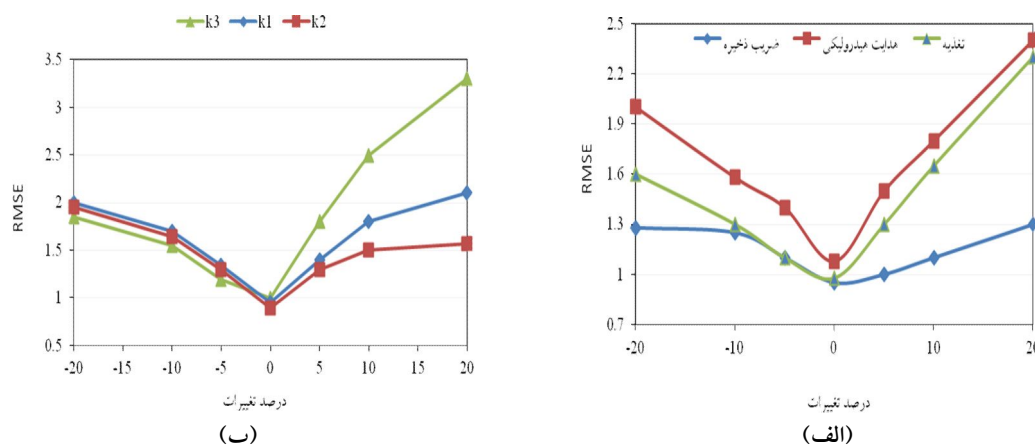 k3 k1 k2
3.5
3
2.5
2
1.5
1
0.5
RMSE
-20 -15 -10 -5 0 5 10 15 20
درصد تغییرات
(ب)
ضریب ذخیره هدایت هیدرولیکی تغذیه
2.5
2.2
1.9
1.6
1.3
1
0.7
RMSE
-20 -10 0 10 20
درصد تغییرات
(الف)